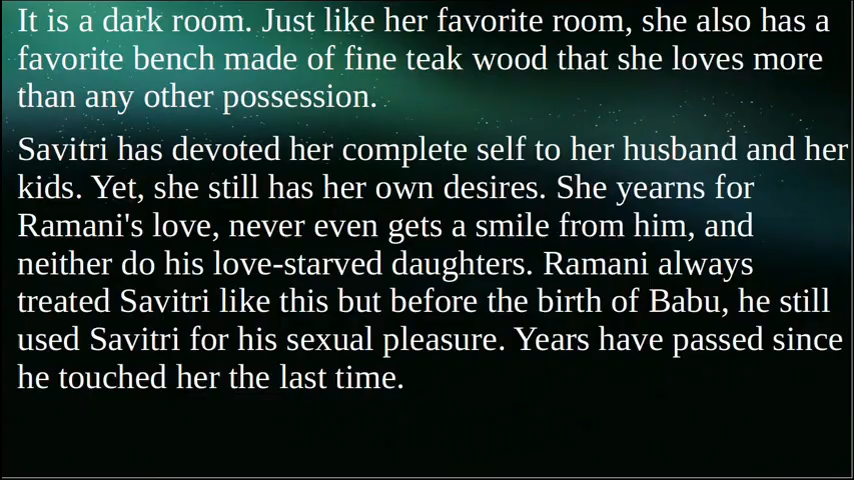 It is a dark room. Just like her favorite room, she also has a
favorite bench made of fine teak wood that she loves more
than any other possession.
Savitri has devoted her complete self to her husband and her
kids. Yet, she still has her own desires. She yearns for
Ramani's love, never even gets a smile from him, and
neither do his love-starved daughters. Ramani always
treated Savitri like this but before the birth of Babu, he still
used Savitri for his sexual pleasure. Years have passed since
he touched her the last time.